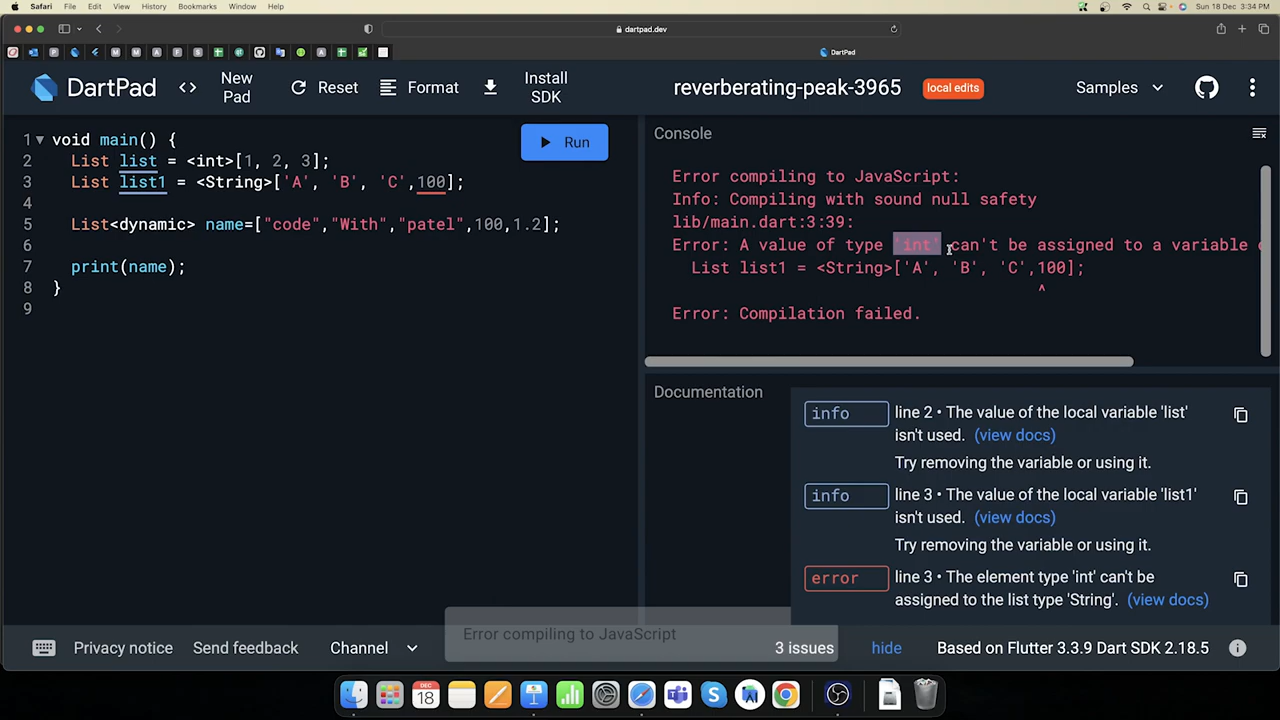 Safari File Edit View History Bookmarks Window Help
Sun 18 Dec 3:34 PM
dartpad.dev
DartPad
DartPad
<> New Pad
Reset
Format
Install SDK
reverberating-peak-3965
local edits
Samples
1 void main() {
2 List list = <int>[1, 2, 3];
3 List list1 = <String>['A', 'B', 'C',100];
4
5 List<dynamic> name=["code","With","patel",100,1.2];
6
7 print(name);
8 }
9
Run
Console
Error compiling to JavaScript:
Info: Compiling with sound null safety
lib/main.dart:3:39:
Error: A value of type 'int' can't be assigned to a variable
List list1 = <String>['A', 'B', 'C',100];
^
Error: Compilation failed.
Documentation
info line 2 • The value of the local variable 'list'
isn't used. (view docs)
Try removing the variable or using it.
info line 3 • The value of the local variable 'list1'
isn't used. (view docs)
Try removing the variable or using it.
error line 3 • The element type 'int' can't be
assigned to the list type 'String'. (view docs)
Error compiling to JavaScript
Privacy notice
Send feedback
Channel
3 issues
hide
Based on Flutter 3.3.9 Dart SDK 2.18.5
DEC
18